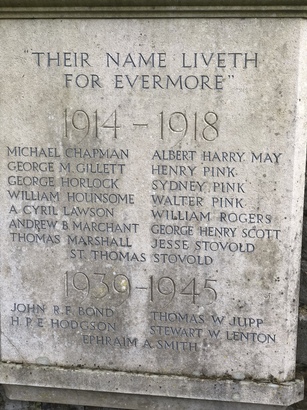 "THEIR NAME LIVETH
FOR EVERMORE"
1914 - 1918
MICHAEL CHAPMAN ALBERT HARRY MAY
GEORGE M. GILLETT HENRY PINK
GEORGE HORLOCK SYDNEY PINK
WILLIAM HOUNSOME WALTER PINK
A CYRIL LAWSON WILLIAM ROGERS
ANDREW B MARCHANT GEORGE HENRY SCOTT
THOMAS MARSHALL JESSE STOVOLD
ST. THOMAS STOVOLD
1939-1945
JOHN R.F. BOND THOMAS W JUPP
H P E HODGSON STEWART W LENTON
EPHRAIM A SMITH